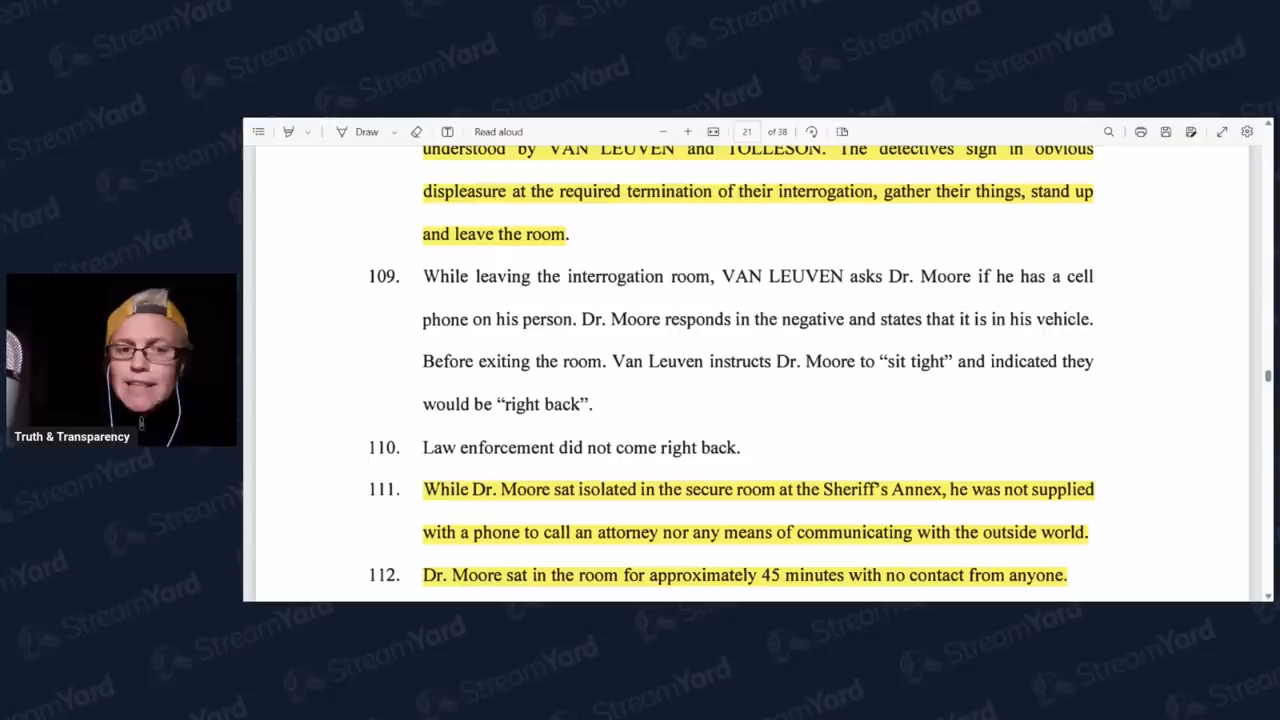 Draw
Read aloud
21 of 38
understood by VAN LEUVEN and TOLLESON. The detectives sign in obvious
displeasure at the required termination of their interrogation, gather their things, stand up
and leave the room.
109. While leaving the interrogation room, VAN LEUVEN asks Dr. Moore if he has a cell
phone on his person. Dr. Moore responds in the negative and states that it is in his vehicle.
Before exiting the room. Van Leuven instructs Dr. Moore to “sit tight” and indicated they
would be “right back”.
110. Law enforcement did not come right back.
111. While Dr. Moore sat isolated in the secure room at the Sheriff’s Annex, he was not supplied
with a phone to call an attorney nor any means of communicating with the outside world.
112. Dr. Moore sat in the room for approximately 45 minutes with no contact from anyone.
Truth & Transparency
StreamYard